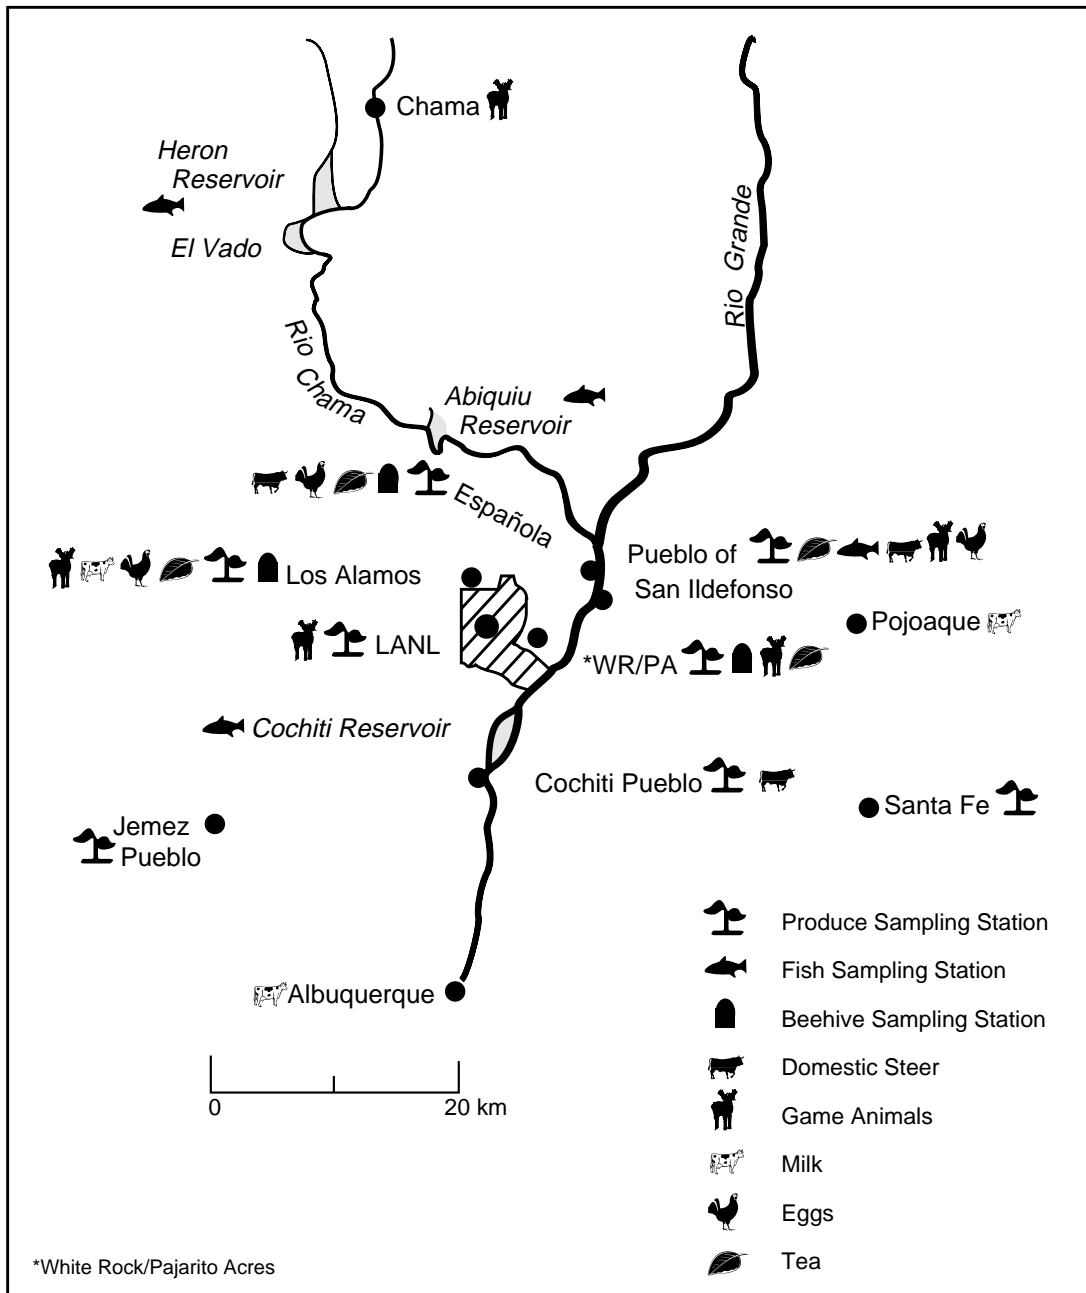 Chama
Heron
Reservoir
El Vado
Rio Grande
Rio Chama
Abiquiu
Reservoir
Española
Pueblo of
San Ildefonso
Los Alamos
Pojoaque
LANL
*WR/PA
Cochiti Reservoir
Cochiti Pueblo
Santa Fe
Jemez
Pueblo
Albuquerque
0
20 km
Produce Sampling Station
Fish Sampling Station
Beehive Sampling Station
Domestic Steer
Game Animals
Milk
Eggs
Tea
*White Rock/Pajarito Acres